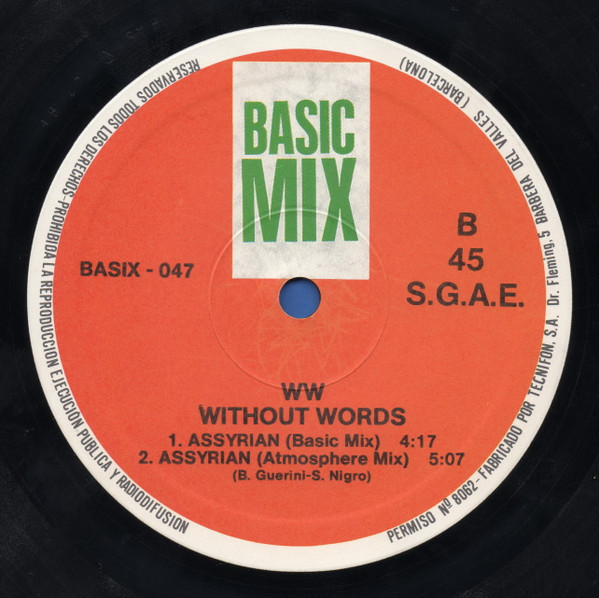 BASIC
MIX
BASIX - 047
B
45
S.G.A.E.
WW
WITHOUT WORDS
1. ASSYRIAN (Basic Mix) 4:17
2. ASSYRIAN (Atmosphere Mix) 5:07
(B. Guerini-S. Nigro)
RESERVADOS TODOS LOS DERECHOS-PROHIBIDA LA REPRODUCCION EJECUCION PUBLICA Y RADIODIFUSION
PERMISO Nº 8062-FABRICADO POR TECNIFON, S.A. Dr. Fleming, 5 BARBERA DEL VALLES (BARCELONA)